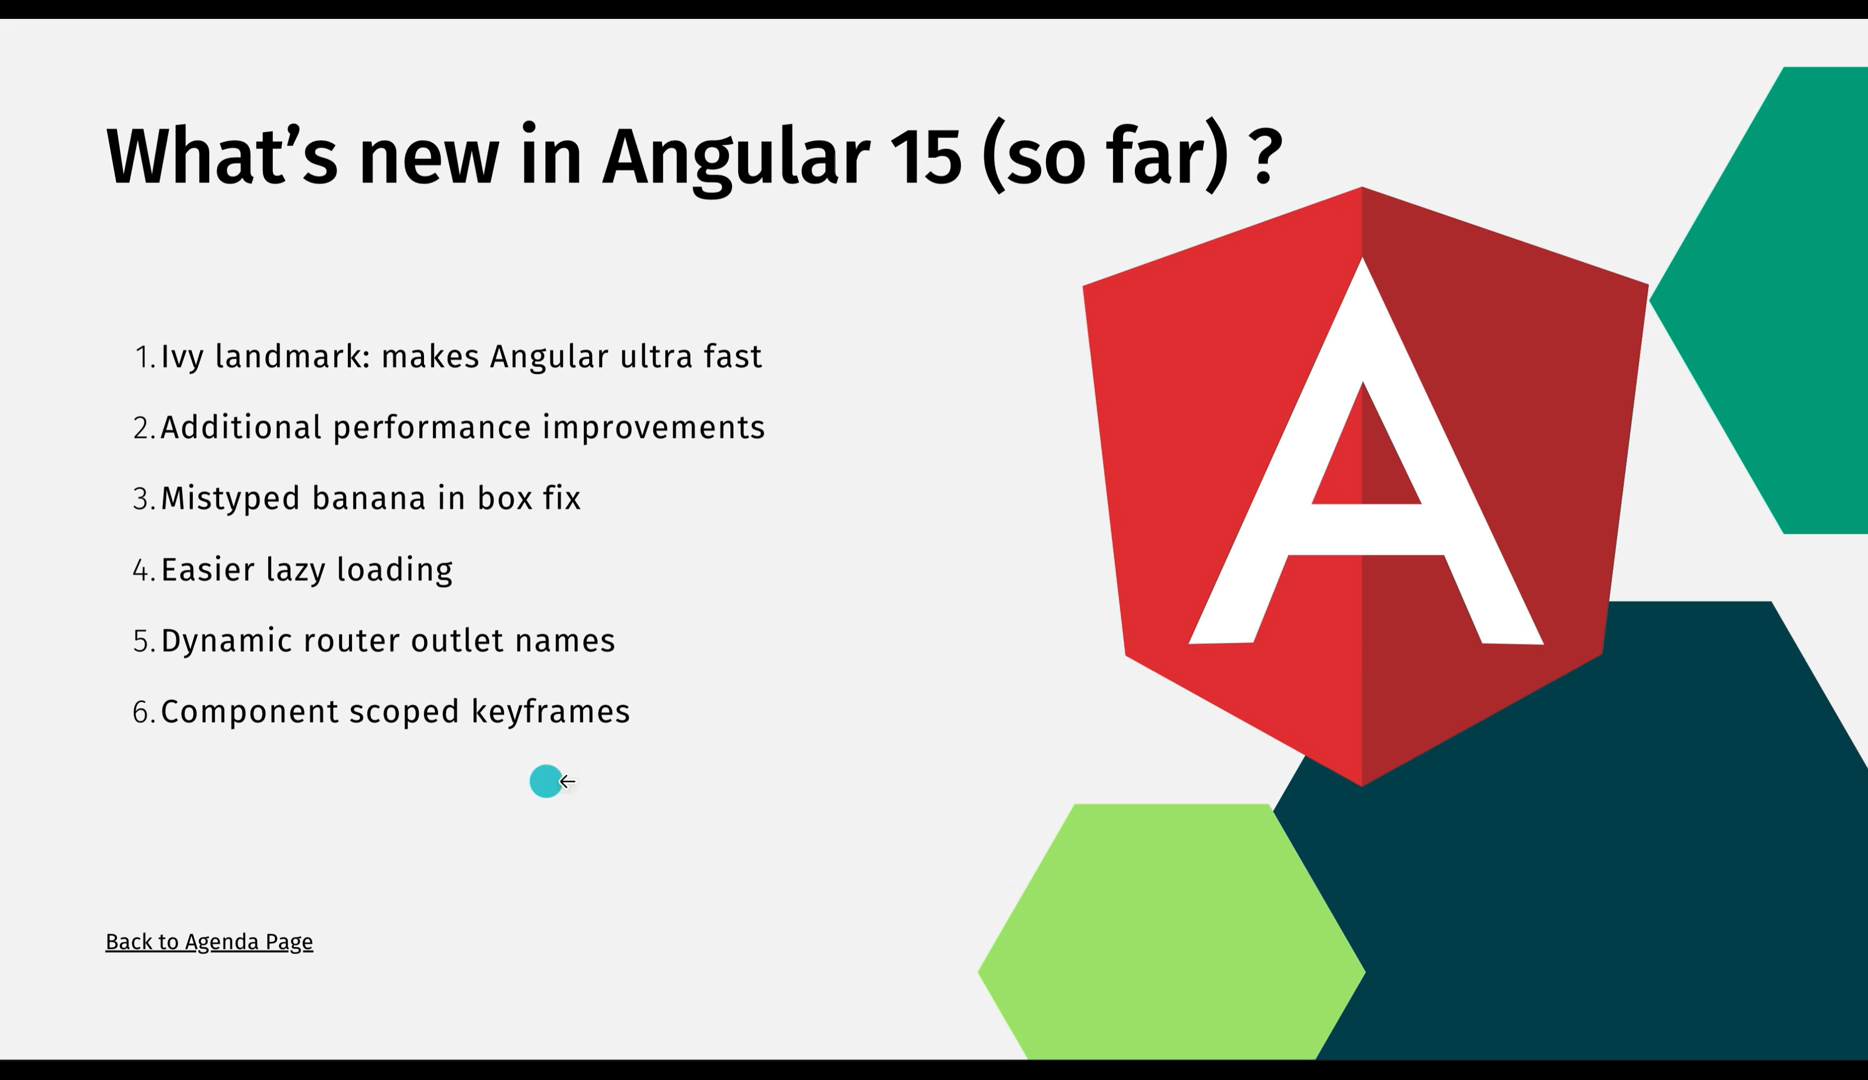 What’s new in Angular 15 (so far) ?
1. Ivy landmark: makes Angular ultra fast
2. Additional performance improvements
3. Mistyped banana in box fix
4. Easier lazy loading
5. Dynamic router outlet names
6. Component scoped keyframes
Back to Agenda Page
A